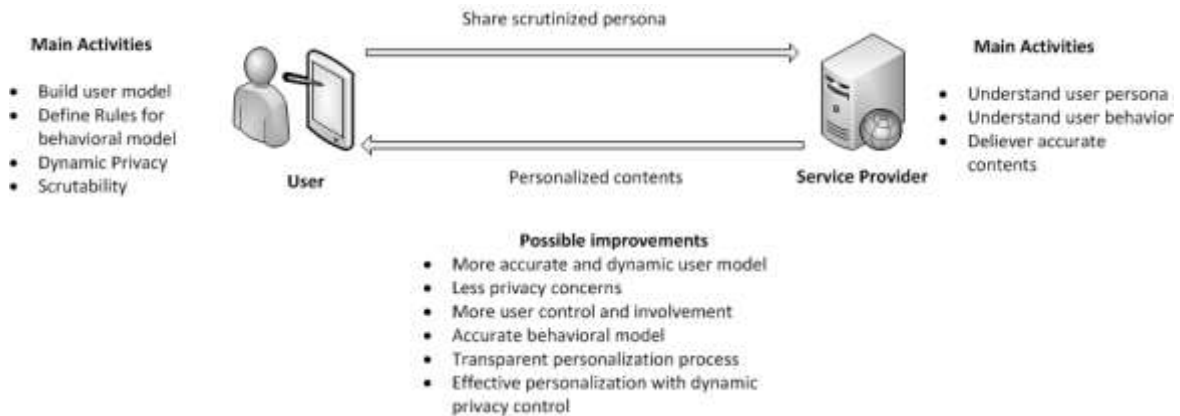 Share scrutinized persona
Main Activities
• Build user model
• Define Rules for
behavioral model
• Dynamic Privacy
• Scrutability
User
Personalized contents
Service Provider
Main Activities
• Understand user persona
• Understand user behavior
• Deliever accurate
contents
Possible improvements
• More accurate and dynamic user model
• Less privacy concerns
• More user control and involvement
• Accurate behavioral model
• Transparent personalization process
• Effective personalization with dynamic
privacy control